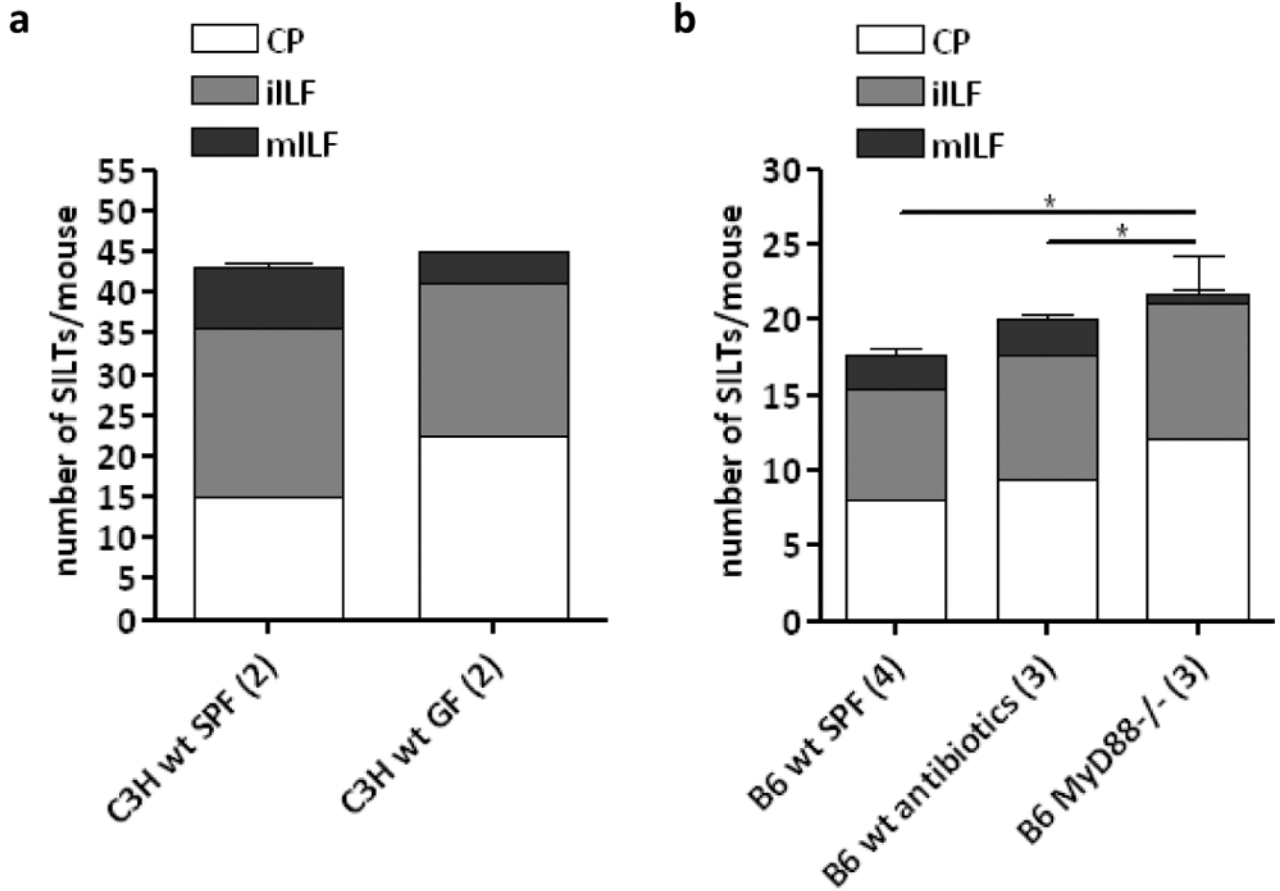 a
CP
iILF
mILF
55
50
45
40
35
30
25
20
15
10
5
0
number of SILTs/mouse
C3H wt SPF (2)
C3H wt GF (2)
b
CP
iILF
mILF
30
25
20
15
10
5
0
number of SILTs/mouse
*
*
B6 wt SPF (4)
B6 wt antibiotics (3)
B6 MyD88-/- (3)